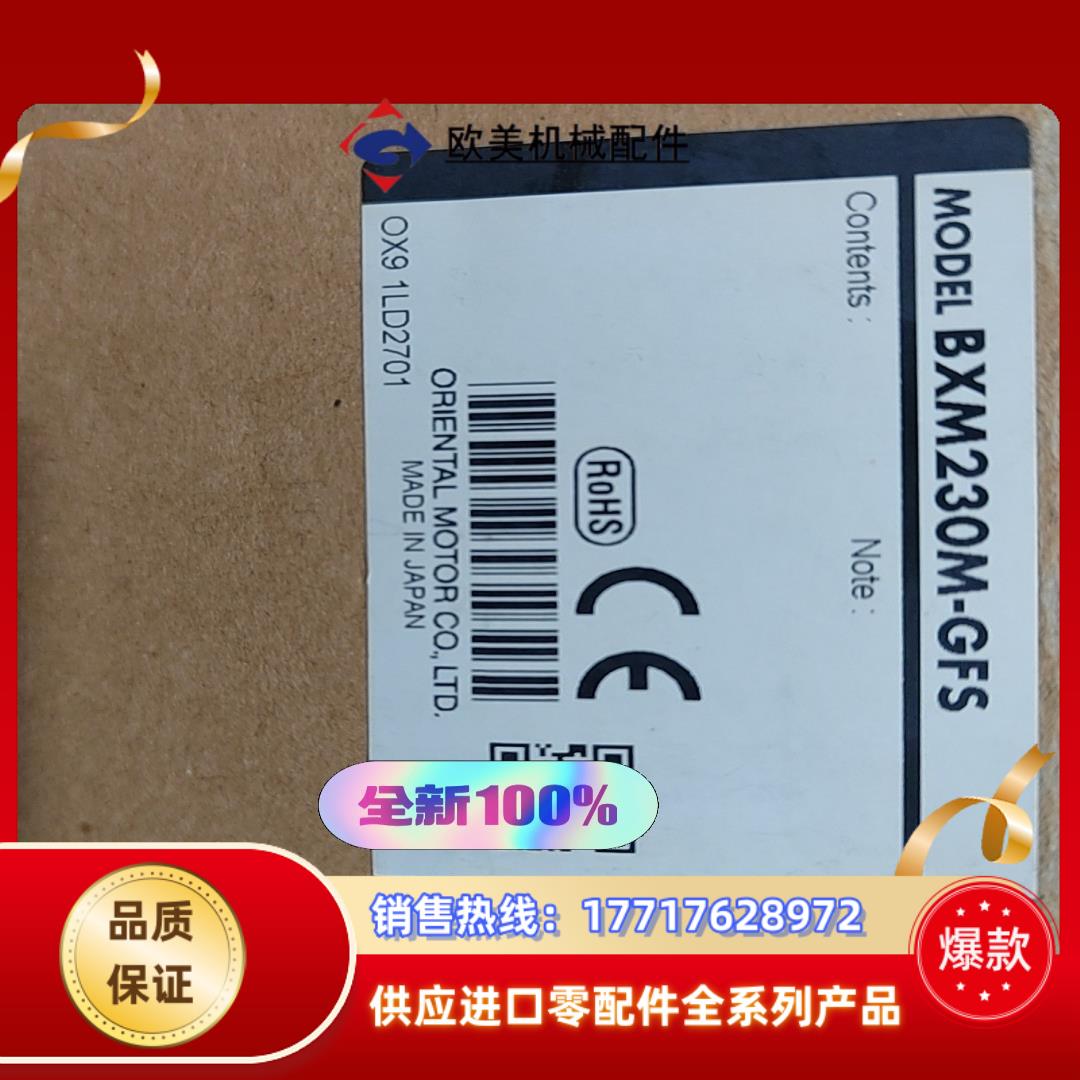 欧美机械配件
MODEL BXM230M-GFS
Contents :
Note :
RoHS
CE
ORIENTAL MOTOR CO., LTD.
MADE IN JAPAN
OX9 1LD2701
全新100%
品质
保证
销售热线：17717628972
供应进口零配件全系列产品
爆款